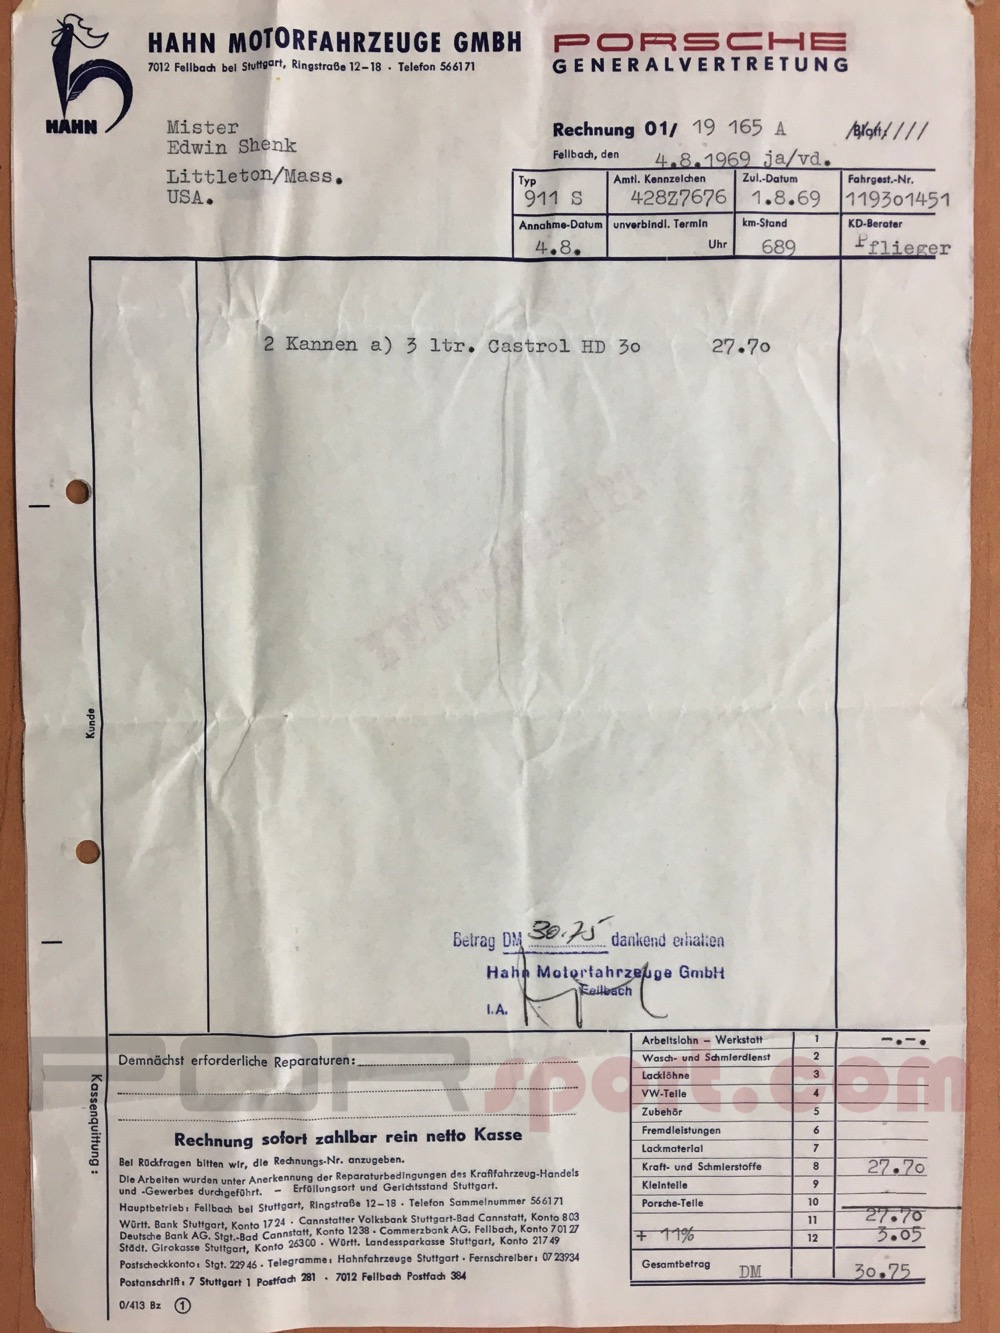 HAHN MOTORFAHRZEUGE GMBH
7012 Fellbach bei Stuttgart, Ringstraße 12–18 · Telefon 566171
HAHN
PORSCHE
GENERALVERTRETUNG
Mister
Edwin Shenk
Littleton/Mass.
USA.
Rechnung 01/ 19 165 A Blatt
Fellbach, den 4.8.1969 ja/vd.
Typ Amtl. Kennzeichen Zul.-Datum Fahrgest.-Nr.
911 S 428Z7676 1.8.69 119301451
Annahme-Datum unverbindl. Termin km-Stand KD-Berater
4.8. Uhr 689 Pflieger
2 Kannen a) 3 ltr. Castrol HD 30 27.70
Kunde
Betrag DM 30.75 dankend erhalten
Hahn Motorfahrzeuge GmbH
Fellbach
I.A.
Kassenquittung:
Demnächst erforderliche Reparaturen:
Rechnung sofort zahlbar rein netto Kasse
Bei Rückfragen bitten wir, die Rechnungs-Nr. anzugeben.
Die Arbeiten wurden unter Anerkennung der Reparaturbedingungen des Kraftfahrzeug-Handels
und -Gewerbes durchgeführt. – Erfüllungsort und Gerichtsstand Stuttgart.
Hauptbetrieb: Fellbach bei Stuttgart, Ringstraße 12–18 · Telefon Sammelnummer 566171
Württ. Bank Stuttgart, Konto 1724 · Cannstatter Volksbank Stuttgart-Bad Cannstatt, Konto 803
Deutsche Bank AG. Stgt.-Bad Cannstatt, Konto 1238 · Commerzbank AG. Fellbach, Konto 70127
Städt. Girokasse Stuttgart, Konto 26300 · Württ. Landessparkasse Stuttgart, Konto 21749
Postscheckkonto: Stgt. 22946 · Telegramme: Hahnfahrzeuge Stuttgart · Fernschreiber: 0723934
Postanschrift: 7 Stuttgart 1 Postfach 281 · 7012 Fellbach Postfach 384
0/413 Bz 1
Arbeitslohn – Werkstatt 1 -.-.
Wasch- und Schmierdienst 2
Lacklöhne 3
VW-Teile 4
Zubehör 5
Fremdleistungen 6
Lackmaterial 7
Kraft- und Schmierstoffe 8 27.70
Kleinteile 9
Porsche-Teile 10
11 27.70
+ 11% 12 3.05
Gesamtbetrag DM 30.75
sport.com